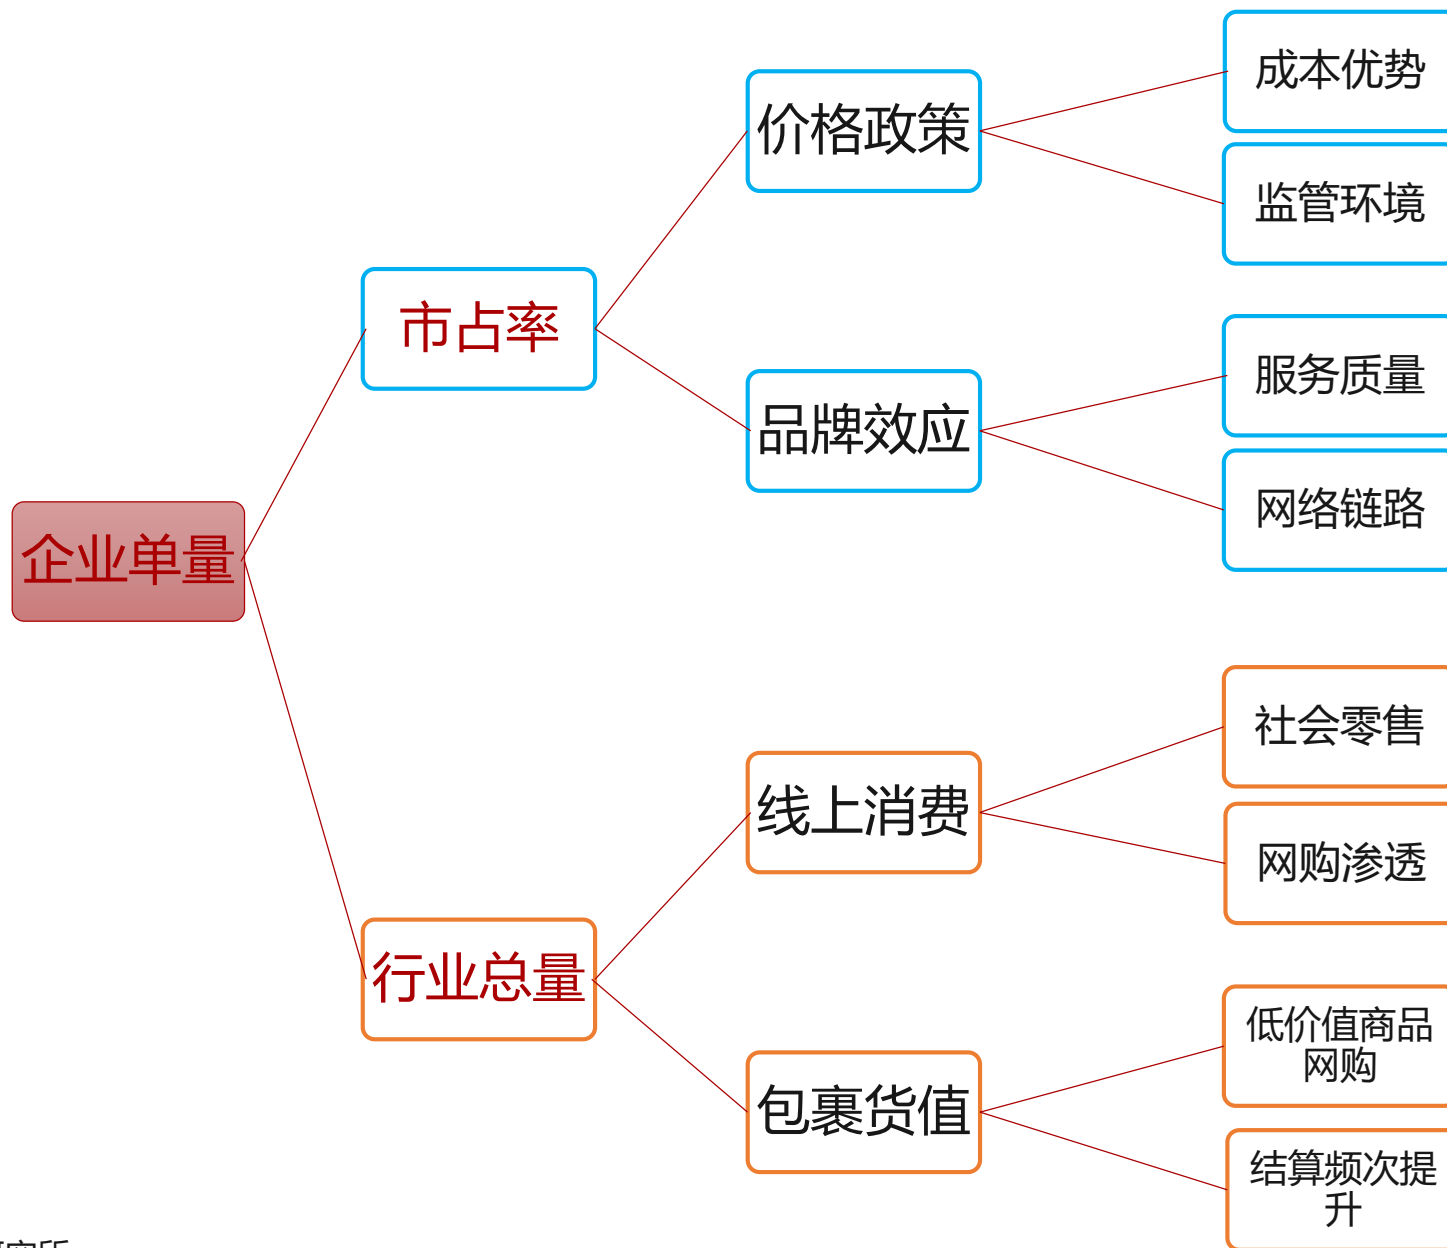 企业单量
市占率
行业总量
价格政策
品牌效应
线上消费
包裹货值
成本优势
监管环境
服务质量
网络链路
社会零售
网购渗透
低价值商品
网购
结算频次提
升
究所